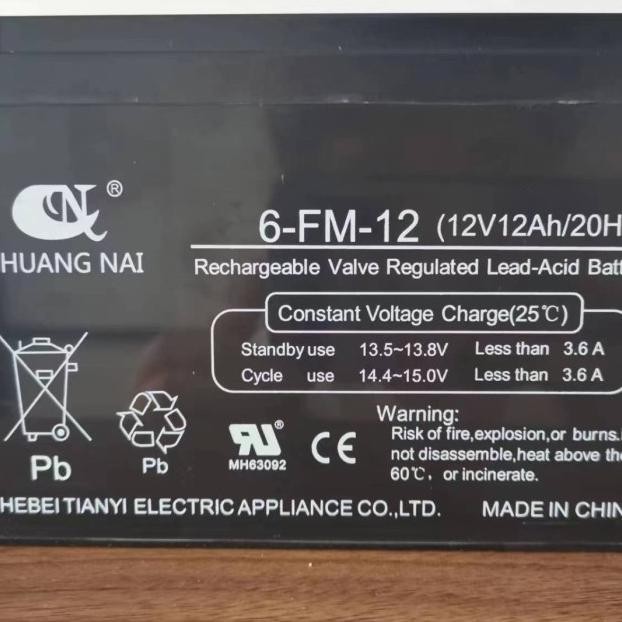 ®
HUANG NAI
6-FM-12 (12V12Ah/20H
Rechargeable Valve Regulated Lead-Acid Batt
Constant Voltage Charge(25℃)
Standby use 13.5~13.8V Less than 3.6 A
Cycle use 14.4~15.0V Less than 3.6 A
Pb
Pb
RU®
MH63092
CE
Warning:
Risk of fire,explosion,or burns.
not disassemble,heat above the
60℃, or incinerate.
HEBEI TIANYI ELECTRIC APPLIANCE CO.,LTD.
MADE IN CHIN